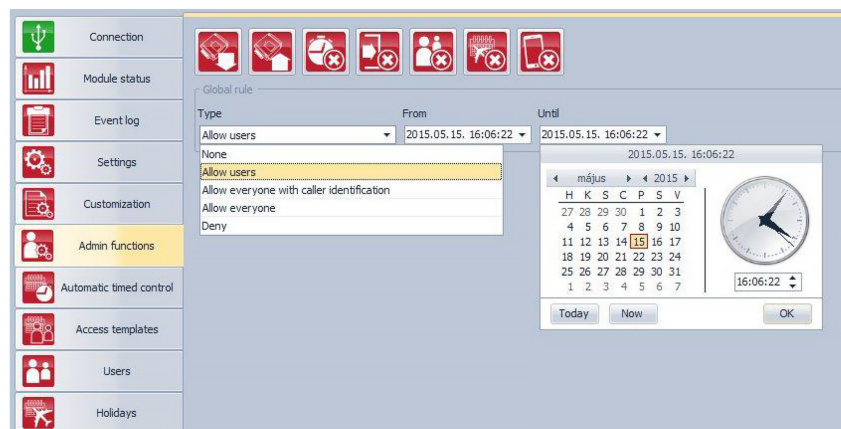 Connection
Module status
Event log
Settings
Customization
Admin functions
Automatic timed control
Access templates
Users
Holidays
Global rule
Type From Until
Allow users 2015.05.15. 16:06:22 2015.05.15. 16:06:22
None
Allow users
Allow everyone with caller identification
Allow everyone
Deny
2015.05.15. 16:06:22
május 2015
H K S C P S V
27 28 29 30 1 2 3
4 5 6 7 8 9 10
11 12 13 14 15 16 17
18 19 20 21 22 23 24
25 26 27 28 29 30 31
1 2 3 4 5 6 7
16:06:22
Today Now OK